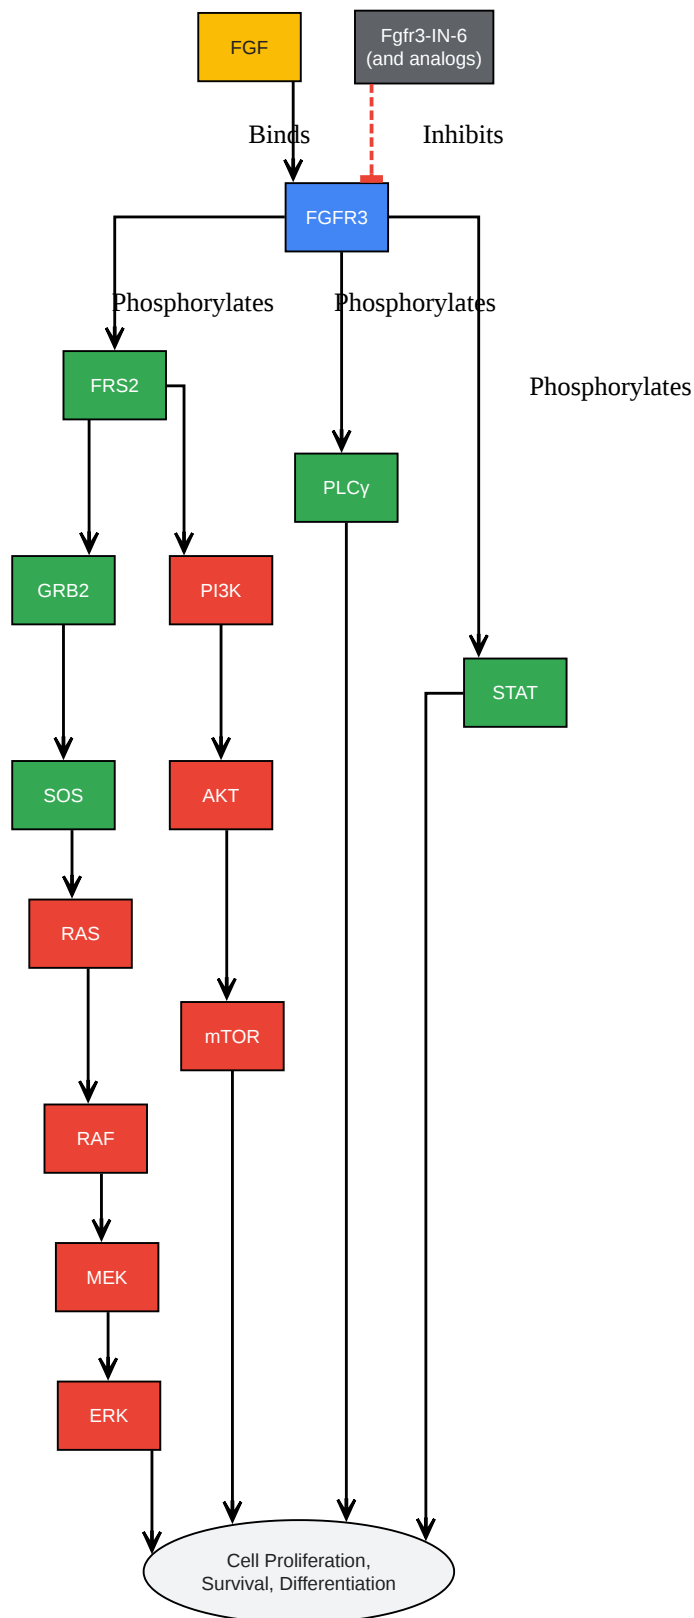 FGF
Fgfr3-IN-6
(and analogs)
Binds
Inhibits
FGFR3
Phosphorylates
Phosphorylates
Phosphorylates
FRS2
PLCγ
GRB2
PI3K
STAT
SOS
AKT
RAS
mTOR
RAF
MEK
ERK
Cell Proliferation,
Survival, Differentiation